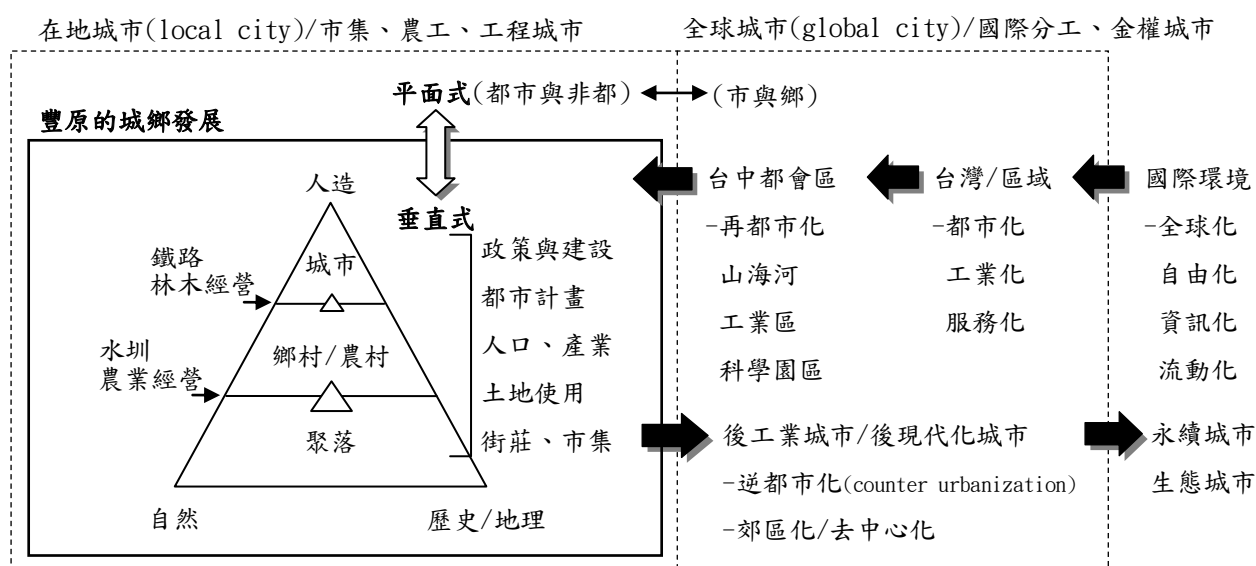 在地城市(local city)/市集、農工、工程城市
全球城市(global city)/國際分工、金權城市
平面式(都市與非都)
(市與鄉)
豐原的城鄉發展
垂直式
人造
城市
鄉村/農村
聚落
自然
歷史/地理
鐵路
林木經營
水圳
農業經營
政策與建設
都市計畫
人口、產業
土地使用
街莊、市集
台中都會區
-再都市化
山海河
工業區
科學園區
台灣/區域
-都市化
工業化
服務化
國際環境
-全球化
自由化
資訊化
流動化
後工業城市/後現代化城市
-逆都市化(counter urbanization)
-郊區化/去中心化
永續城市
生態城市